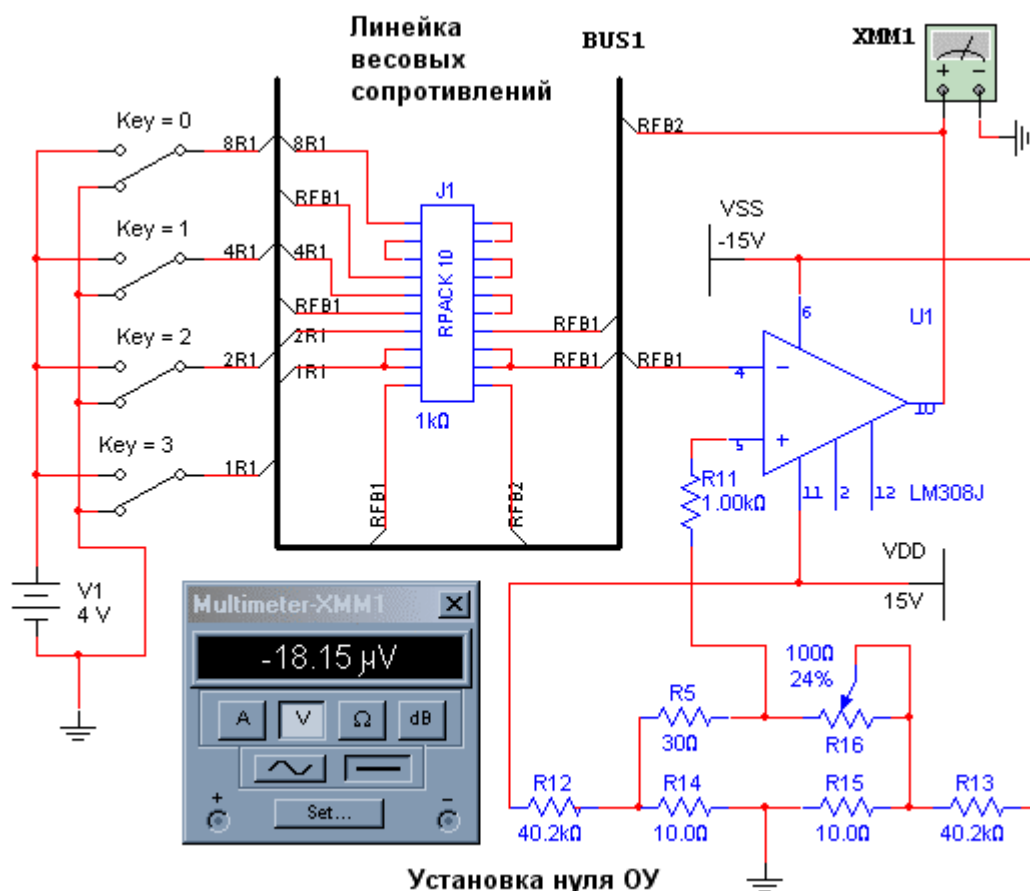 Линейка
весовых
сопротивлений
BUS1
XMM1
+ −
Key = 0
8R1
8R1
RFB2
RFB1
J1
Key = 1
4R1
4R1
VSS
-15V
RPACK 10
RFB1
6
U1
Key = 2
2R1
2R1
RFB1
1R1
RFB1
RFB1
4
−
10
1kΩ
5
+
Key = 3
1R1
R11
1.00kΩ
11
2
12
LM308J
RFB1
RFB2
VDD
15V
V1
4 V
Multimeter-XMM1
-18.15 µV
A V Ω dB
+
Set...
−
100Ω
24%
R5
30Ω
R16
R12
R14
R15
R13
40.2kΩ
10.0Ω
10.0Ω
40.2kΩ
Установка нуля ОУ